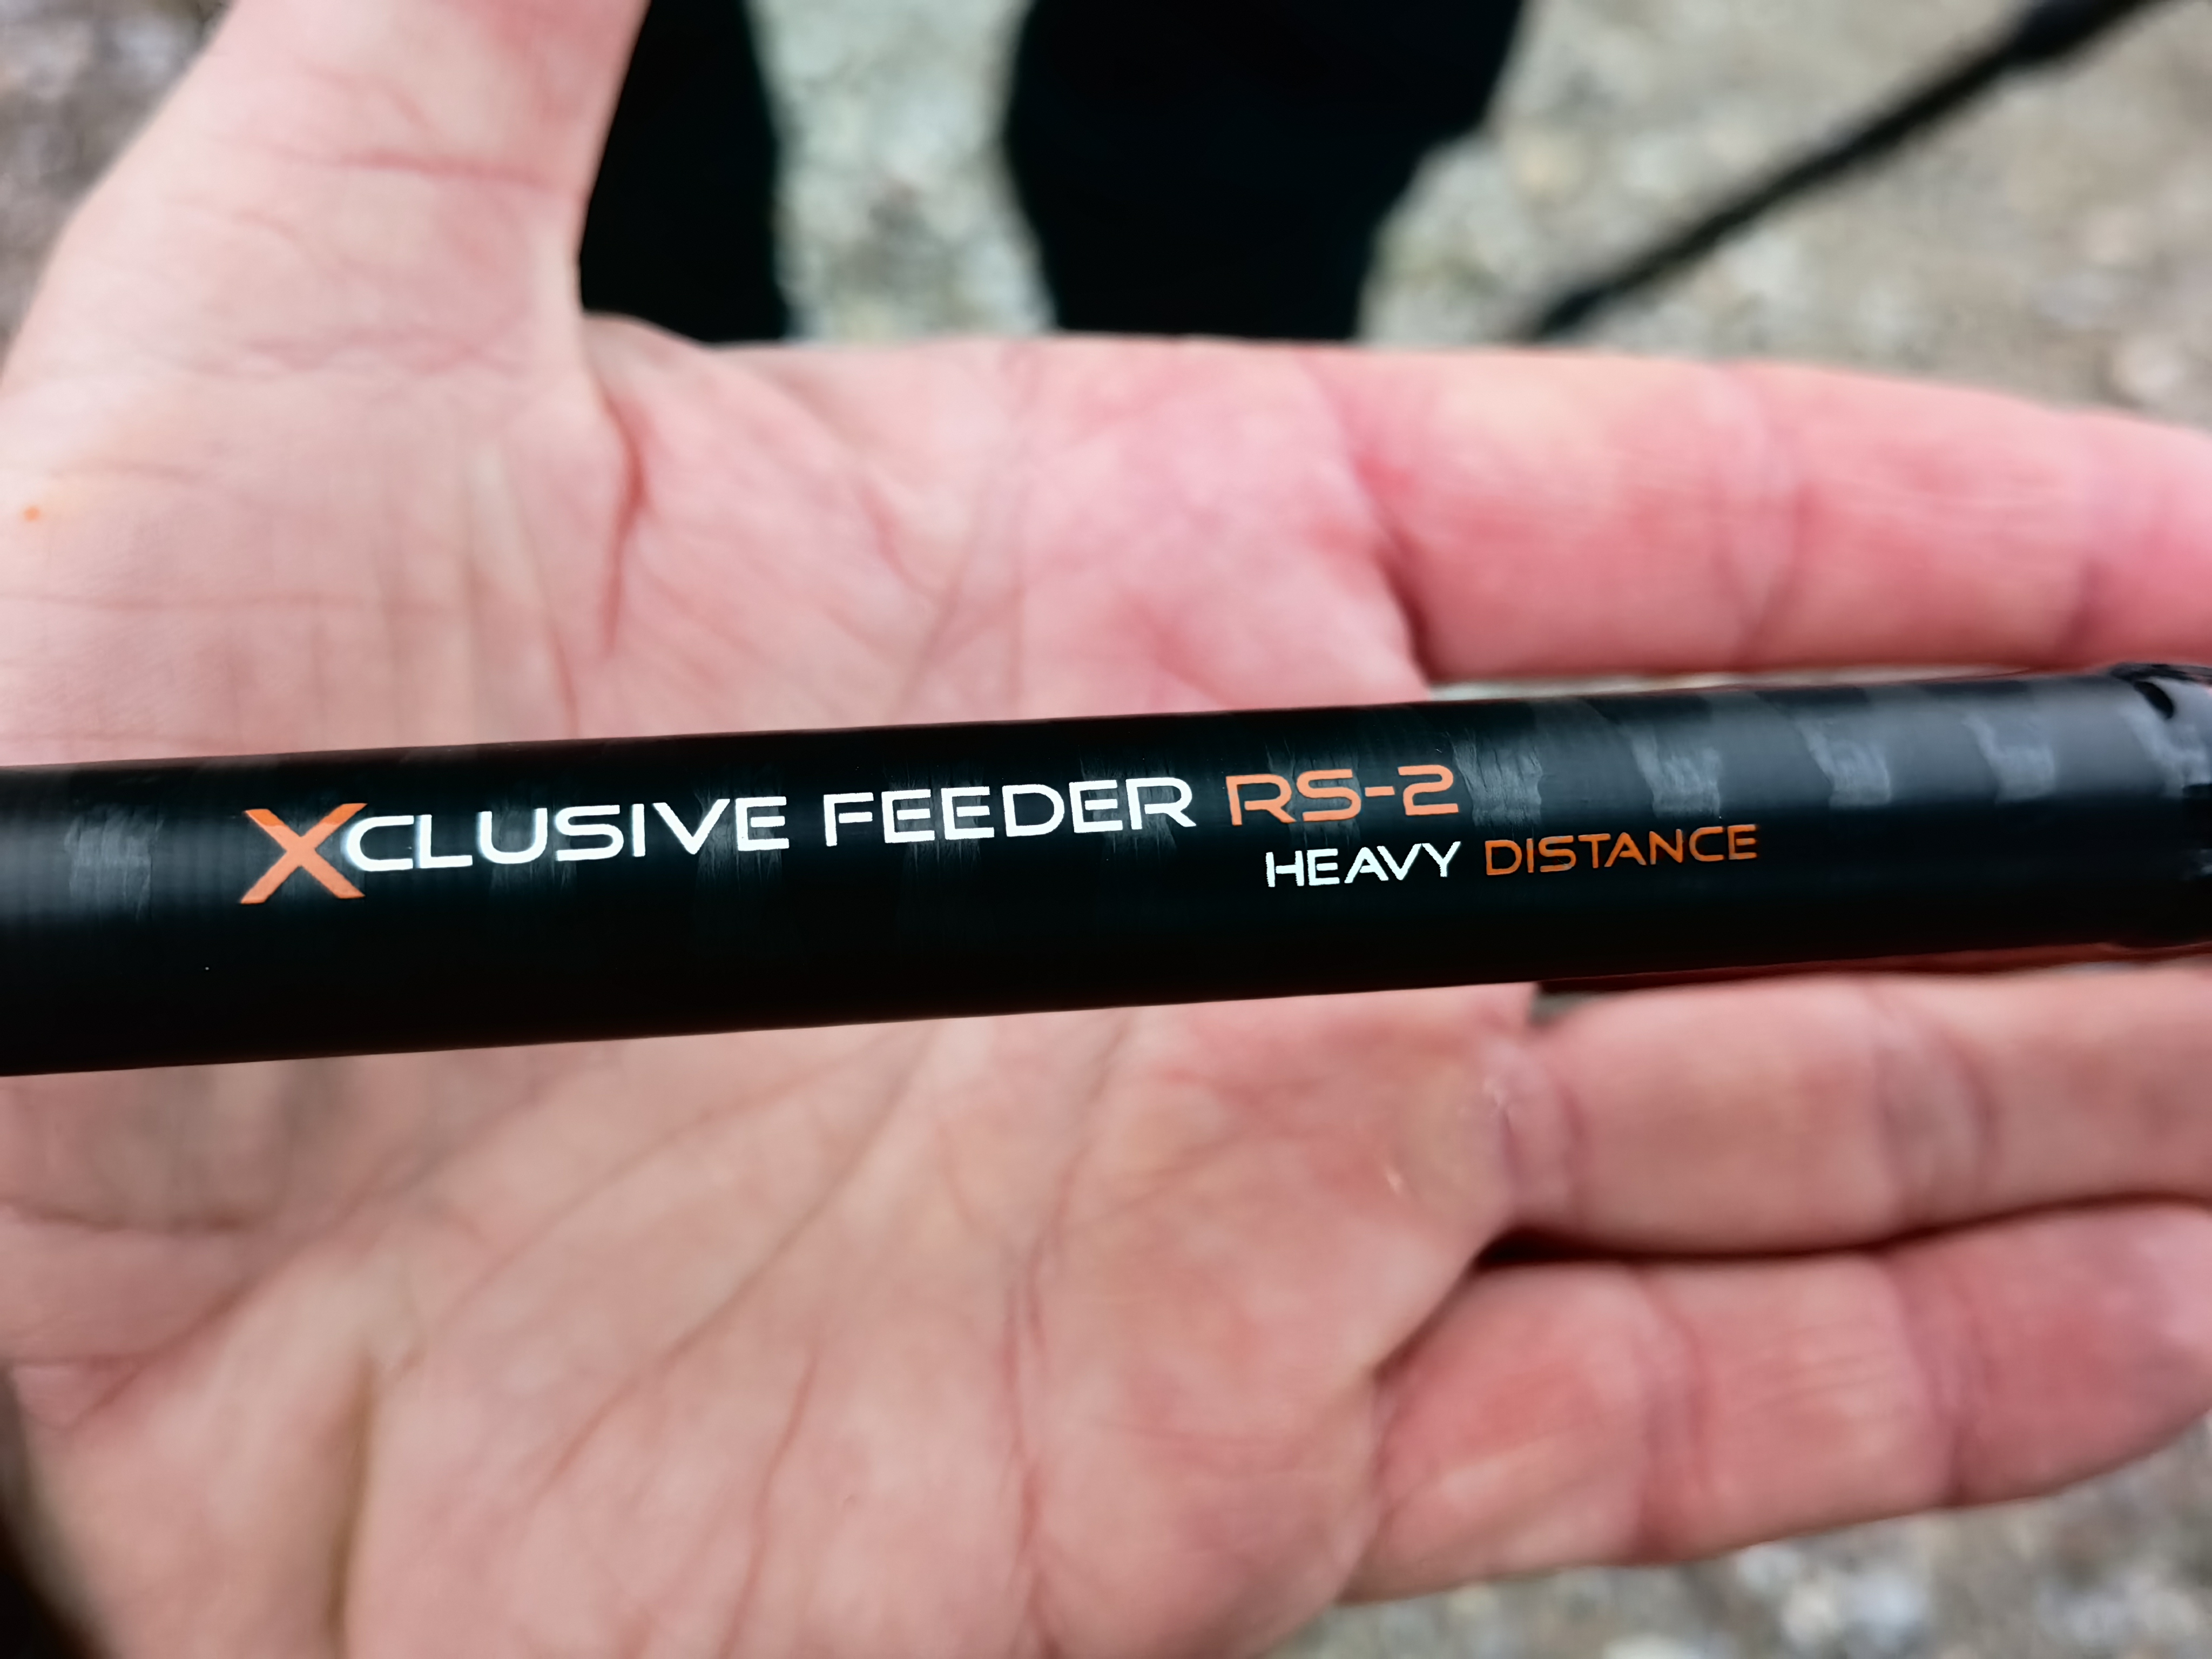 XCLUSIVE FEEDER RS-2
HEAVY DISTANCE